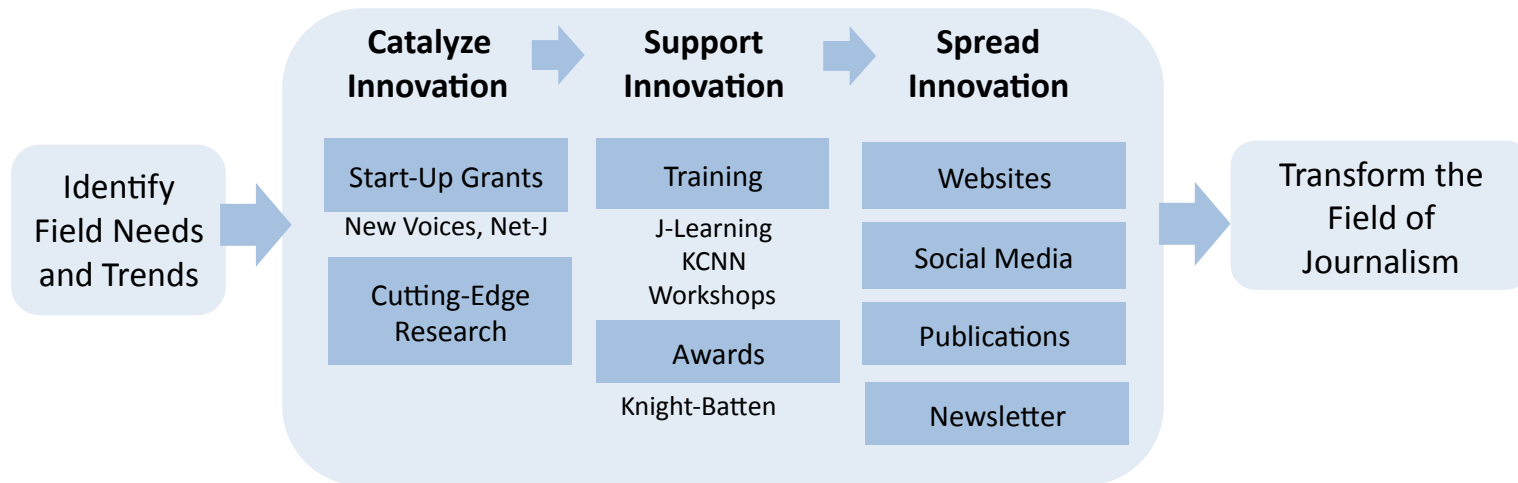 Identify
Field Needs
and Trends
Catalyze
Innovation
Start-Up Grants
New Voices, Net-J
Cutting-Edge
Research
Support
Innovation
Training
J-Learning
KCNN
Workshops
Awards
Knight-Batten
Spread
Innovation
Websites
Social Media
Publications
Newsletter
Transform the
Field of
Journalism